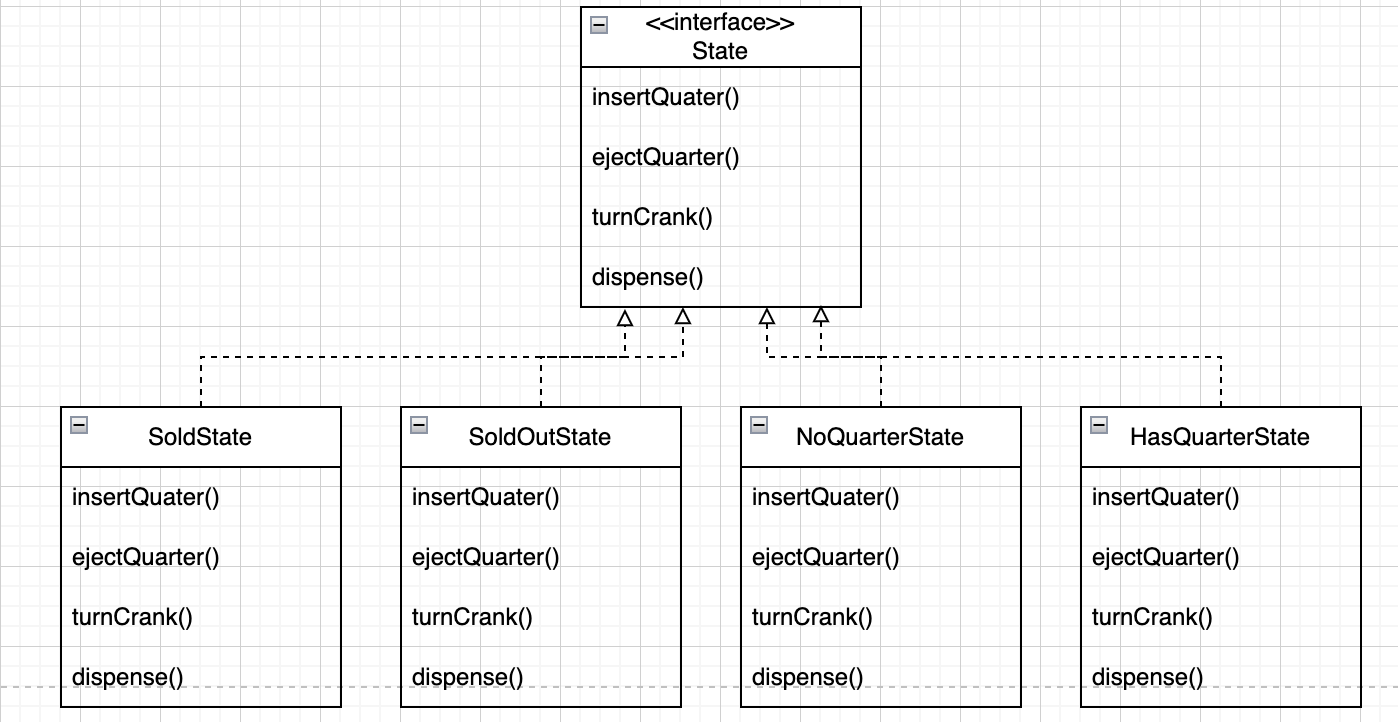 <<interface>>
State
insertQuater()
ejectQuarter()
turnCrank()
dispense()
SoldState
insertQuater()
ejectQuarter()
turnCrank()
dispense()
SoldOutState
insertQuater()
ejectQuarter()
turnCrank()
dispense()
NoQuarterState
insertQuater()
ejectQuarter()
turnCrank()
dispense()
HasQuarterState
insertQuater()
ejectQuarter()
turnCrank()
dispense()